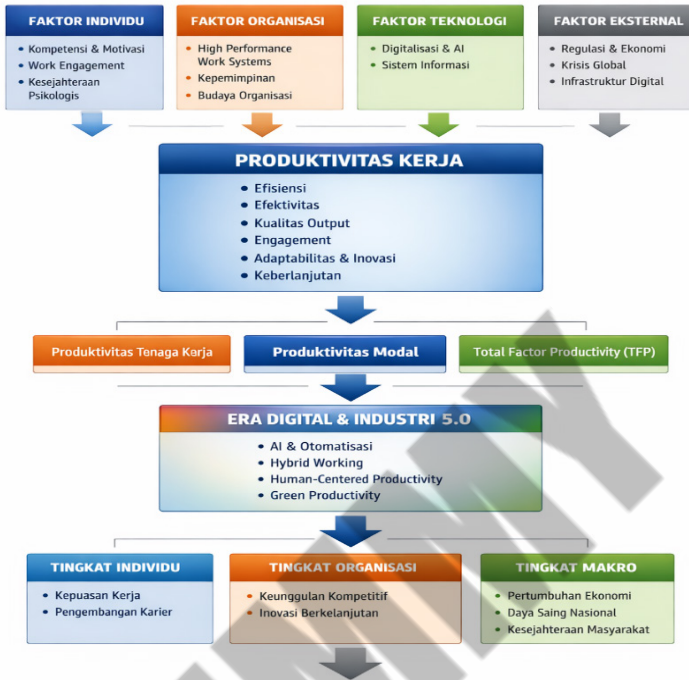 FAKTOR INDIVIDU
• Kompetensi & Motivasi
• Work Engagement
• Kesejahteraan
Psikologis
FAKTOR ORGANISASI
• High Performance
Work Systems
• Kepemimpinan
• Budaya Organisasi
FAKTOR TEKNOLOGI
• Digitalisasi & AI
• Sistem Informasi
FAKTOR EKSTERNAL
• Regulasi & Ekonomi
• Krisis Global
• Infrastruktur Digital
PRODUKTIVITAS KERJA
• Efisiensi
• Efektivitas
• Kualitas Output
• Engagement
• Adaptabilitas & Inovasi
• Keberlanjutan
Produktivitas Tenaga Kerja
Produktivitas Modal
Total Factor Productivity (TFP)
ERA DIGITAL & INDUSTRI 5.0
• AI & Otomatisasi
• Hybrid Working
• Human-Centered Productivity
• Green Productivity
TINGKAT INDIVIDU
• Kepuasan Kerja
• Pengembangan Karier
TINGKAT ORGANISASI
• Keunggulan Kompetitif
• Inovasi Berkelanjutan
TINGKAT MAKRO
• Pertumbuhan Ekonomi
• Daya Saing Nasional
• Kesejahteraan Masyarakat